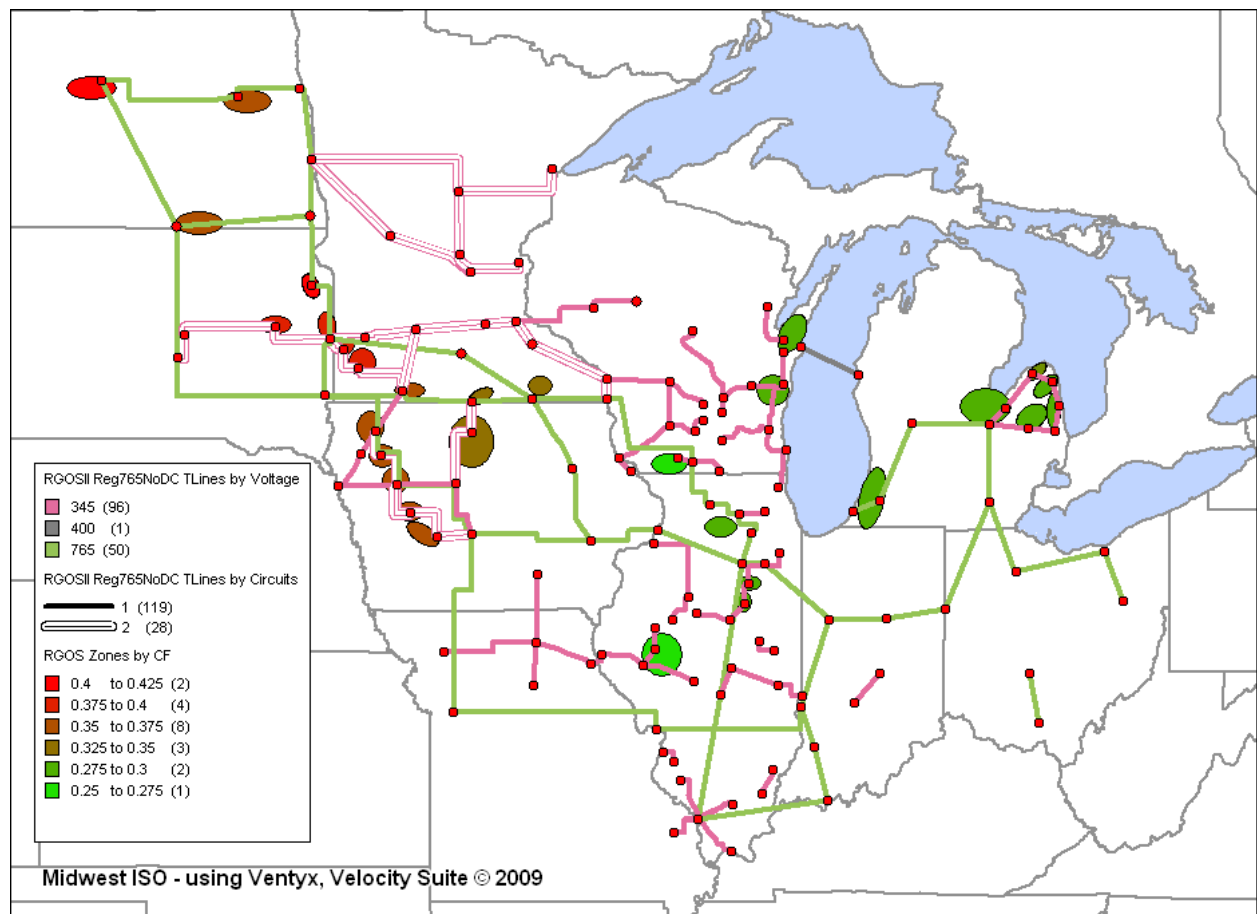 RGOSII Reg765NoDC TLines by Voltage
345 (96)
400 (1)
765 (50)
RGOSII Reg765NoDC TLines by Circuits
1 (119)
2 (28)
RGOS Zones by CF
0.4 to 0.425 (2)
0.375 to 0.4 (4)
0.35 to 0.375 (8)
0.325 to 0.35 (3)
0.275 to 0.3 (2)
0.25 to 0.275 (1)
Midwest ISO - using Ventyx, Velocity Suite © 2009